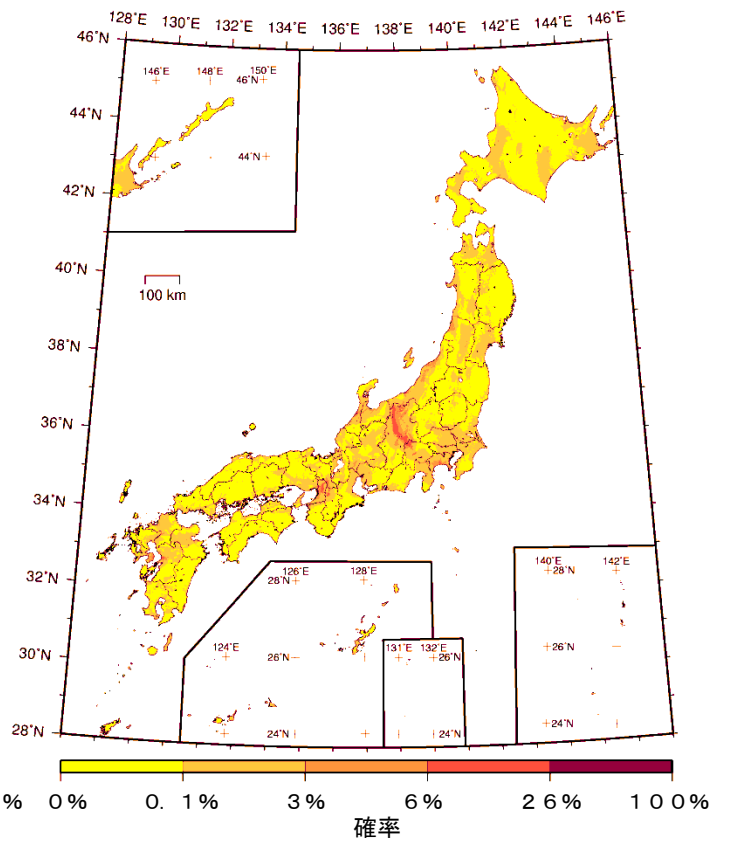 128°E 130°E 132°E 134°E 136°E 138°E 140°E 142°E 144°E 146°E
46°N
146°E 148°E 150°E
46°N
44°N
44°N
42°N
40°N
100 km
38°N
36°N
34°N
32°N
126°E 128°E
28°N
140°E 142°E
28°N
30°N
124°E
26°N
131°E 132°E
26°N
26°N
28°N
24°N
24°N
24°N
% 0% 0.1% 3% 6% 26% 100%
確率